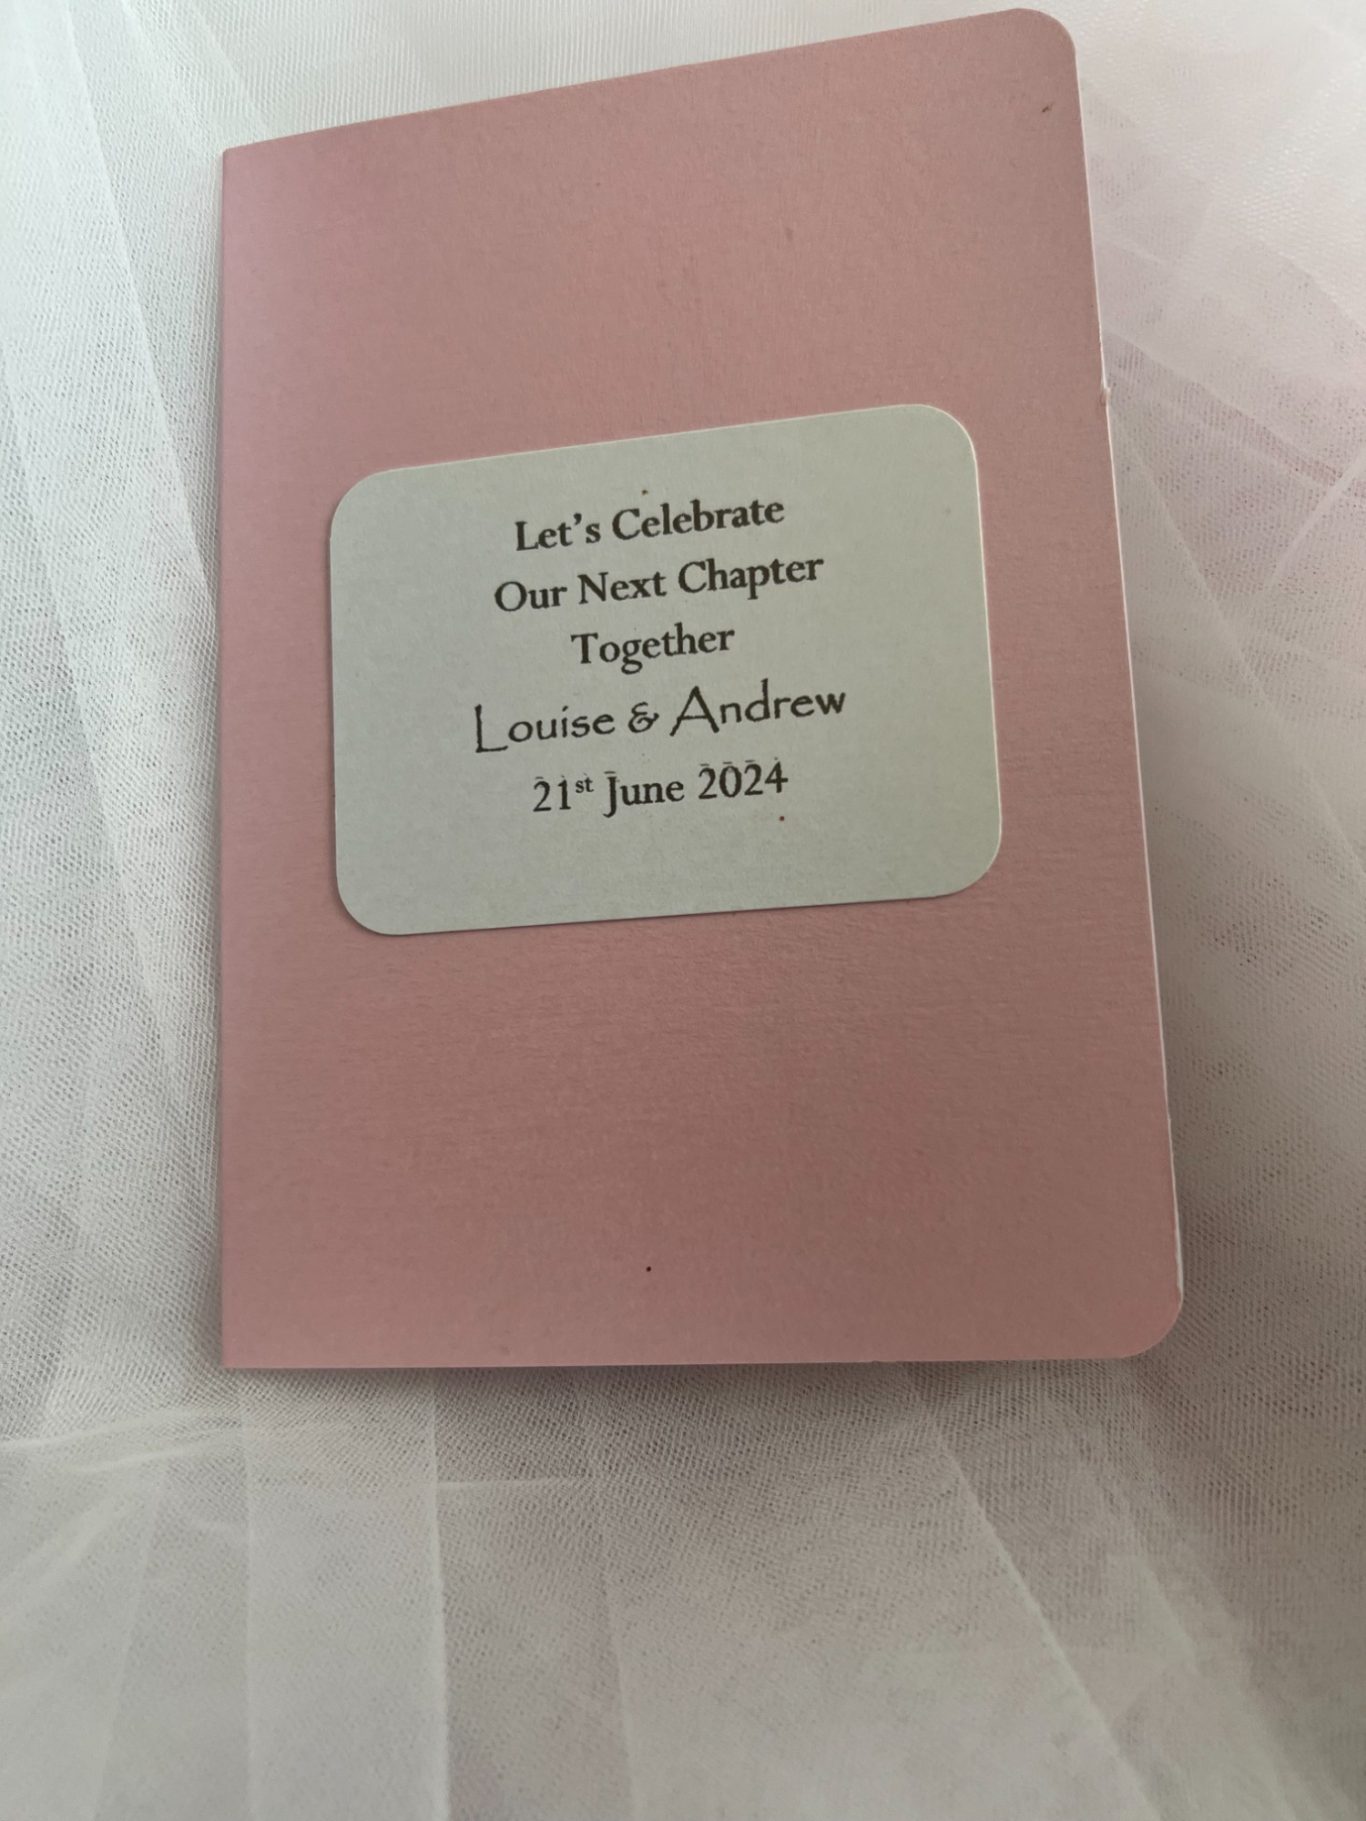 Let's Celebrate
Our Next Chapter
Together
Louise & Andrew
21st June 2024